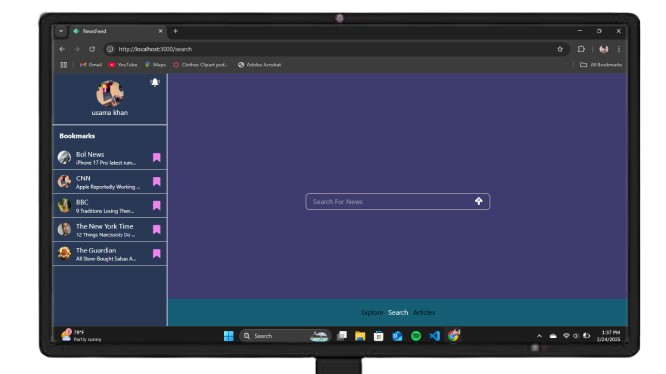 NewsFeed
http://localhost:3000/search
Gmail YouTube Maps Clothes Clipart psd... Adobe Acrobat All Bookmarks
usama khan
Bookmarks
Bol News
iPhone 17 Pro latest rum...
CNN
Apple Reportedly Working ...
BBC
9 Traditions Losing Their...
The New York Time
12 Things Narcissists Do ...
The Guardian
All Store-Bought Salsas A...
Search For News
Explore Search Articles
78°F
Partly sunny
Search
1:37 PM
2/24/2025